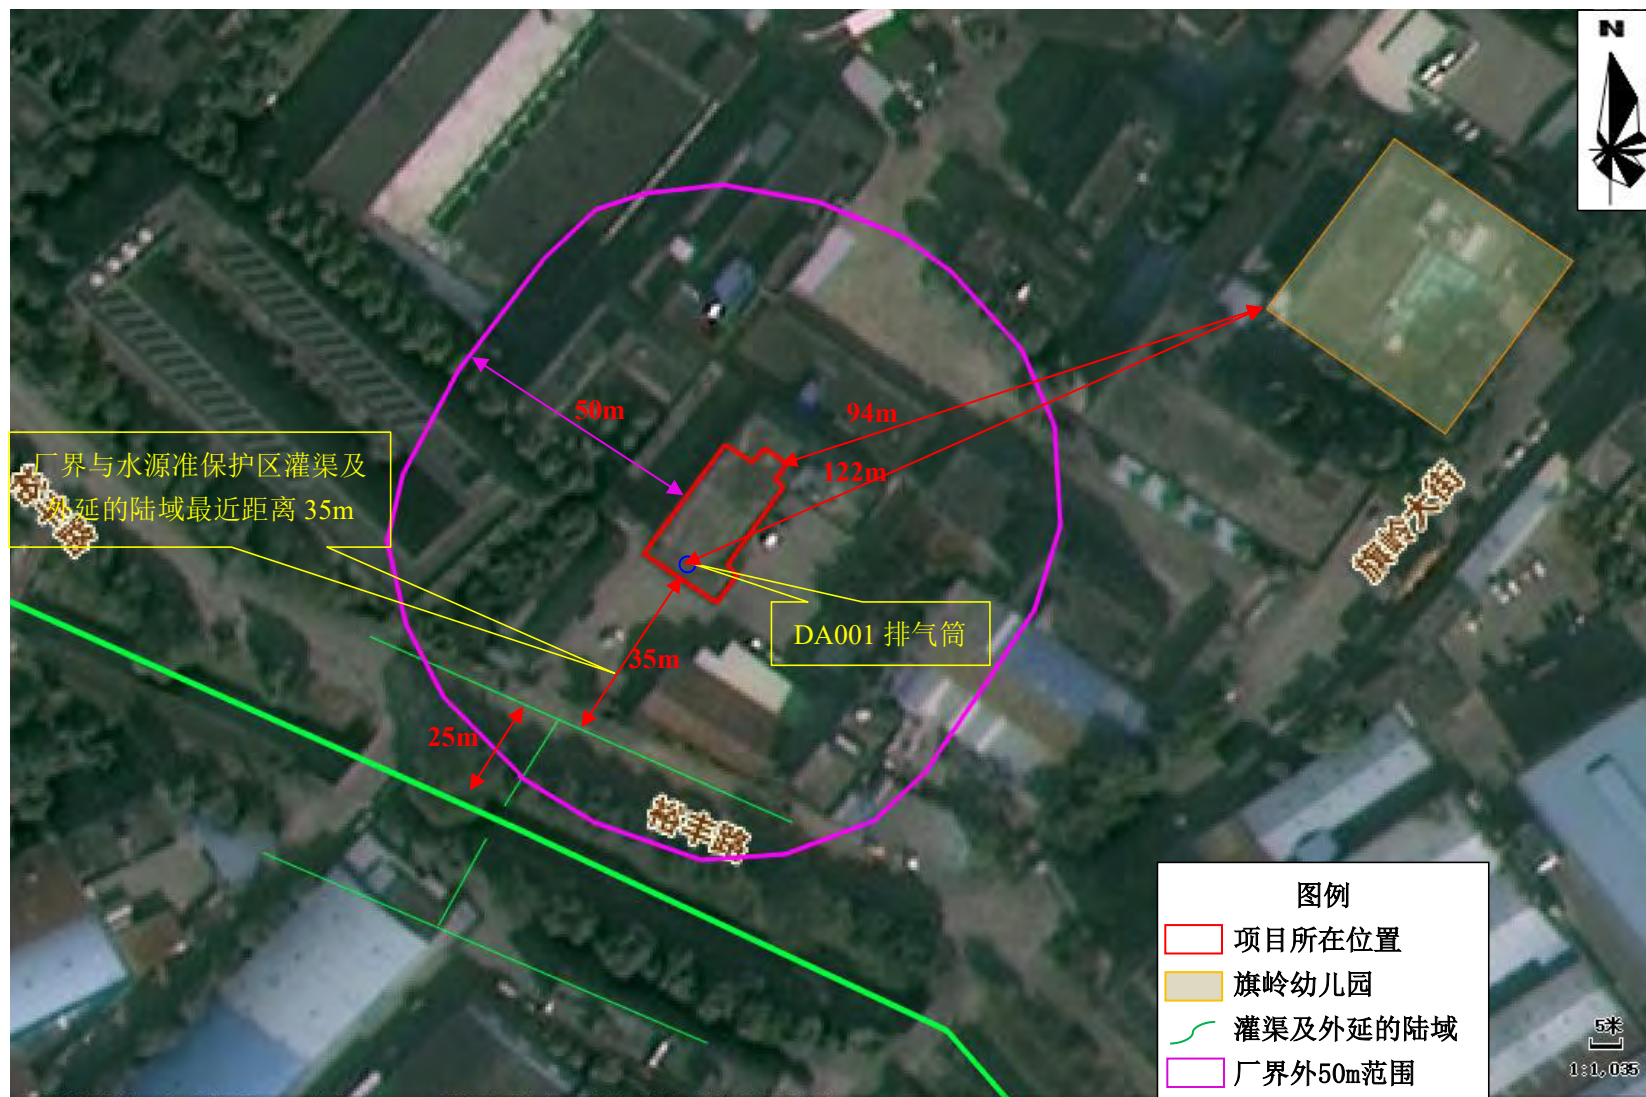 N
50m
94m
122m
厂界与水源准保护区灌渠及
外延的陆域最近距离 35m
旗岭大街
DA001 排气筒
35m
25m
裕丰路
图例
项目所在位置
旗岭幼儿园
灌渠及外延的陆域
厂界外50m范围
5米
1:1,035